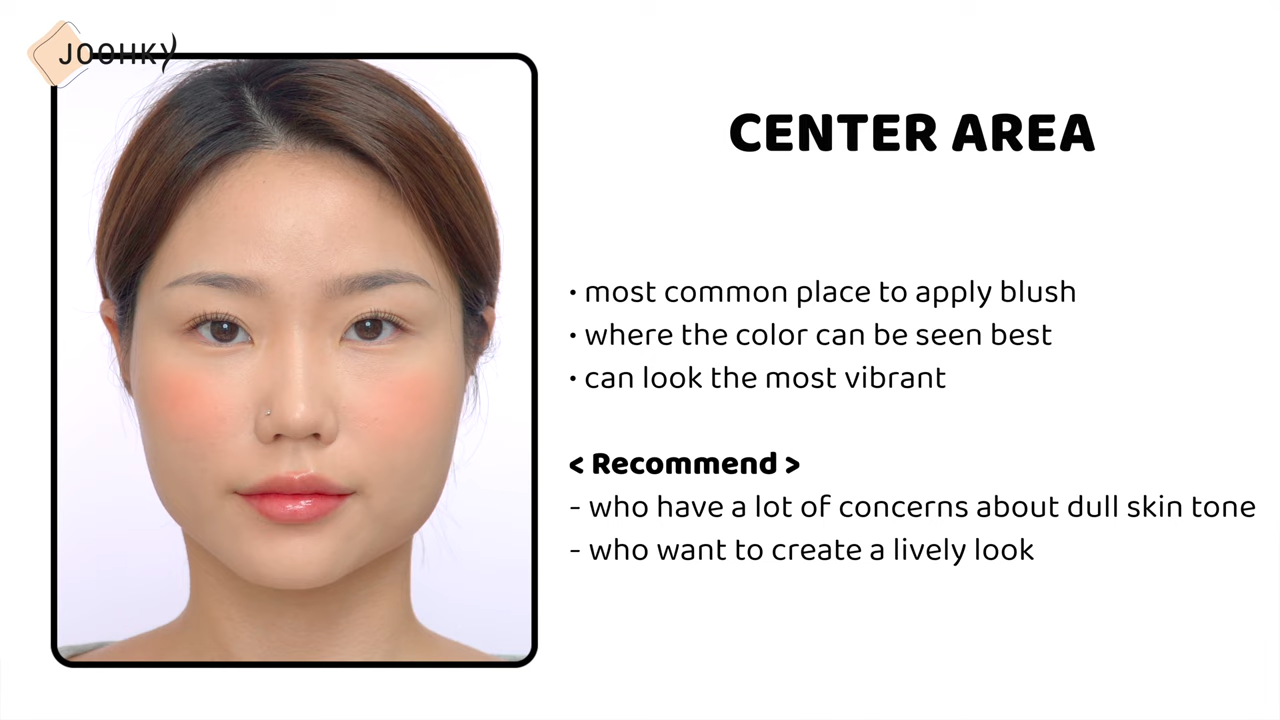 JOOHKY
CENTER AREA
• most common place to apply blush
• where the color can be seen best
• can look the most vibrant
< Recommend >
- who have a lot of concerns about dull skin tone
- who want to create a lively look